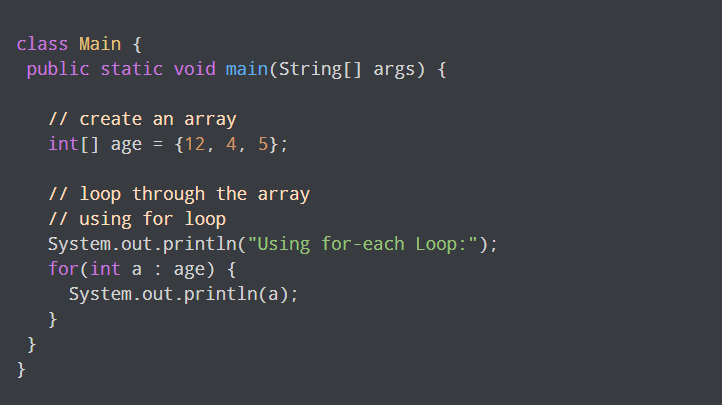 class Main {
 public static void main(String[] args) {

   // create an array
   int[] age = {12, 4, 5};

   // loop through the array
   // using for loop
   System.out.println("Using for-each Loop:");
   for(int a : age) {
     System.out.println(a);
   }
 }
}